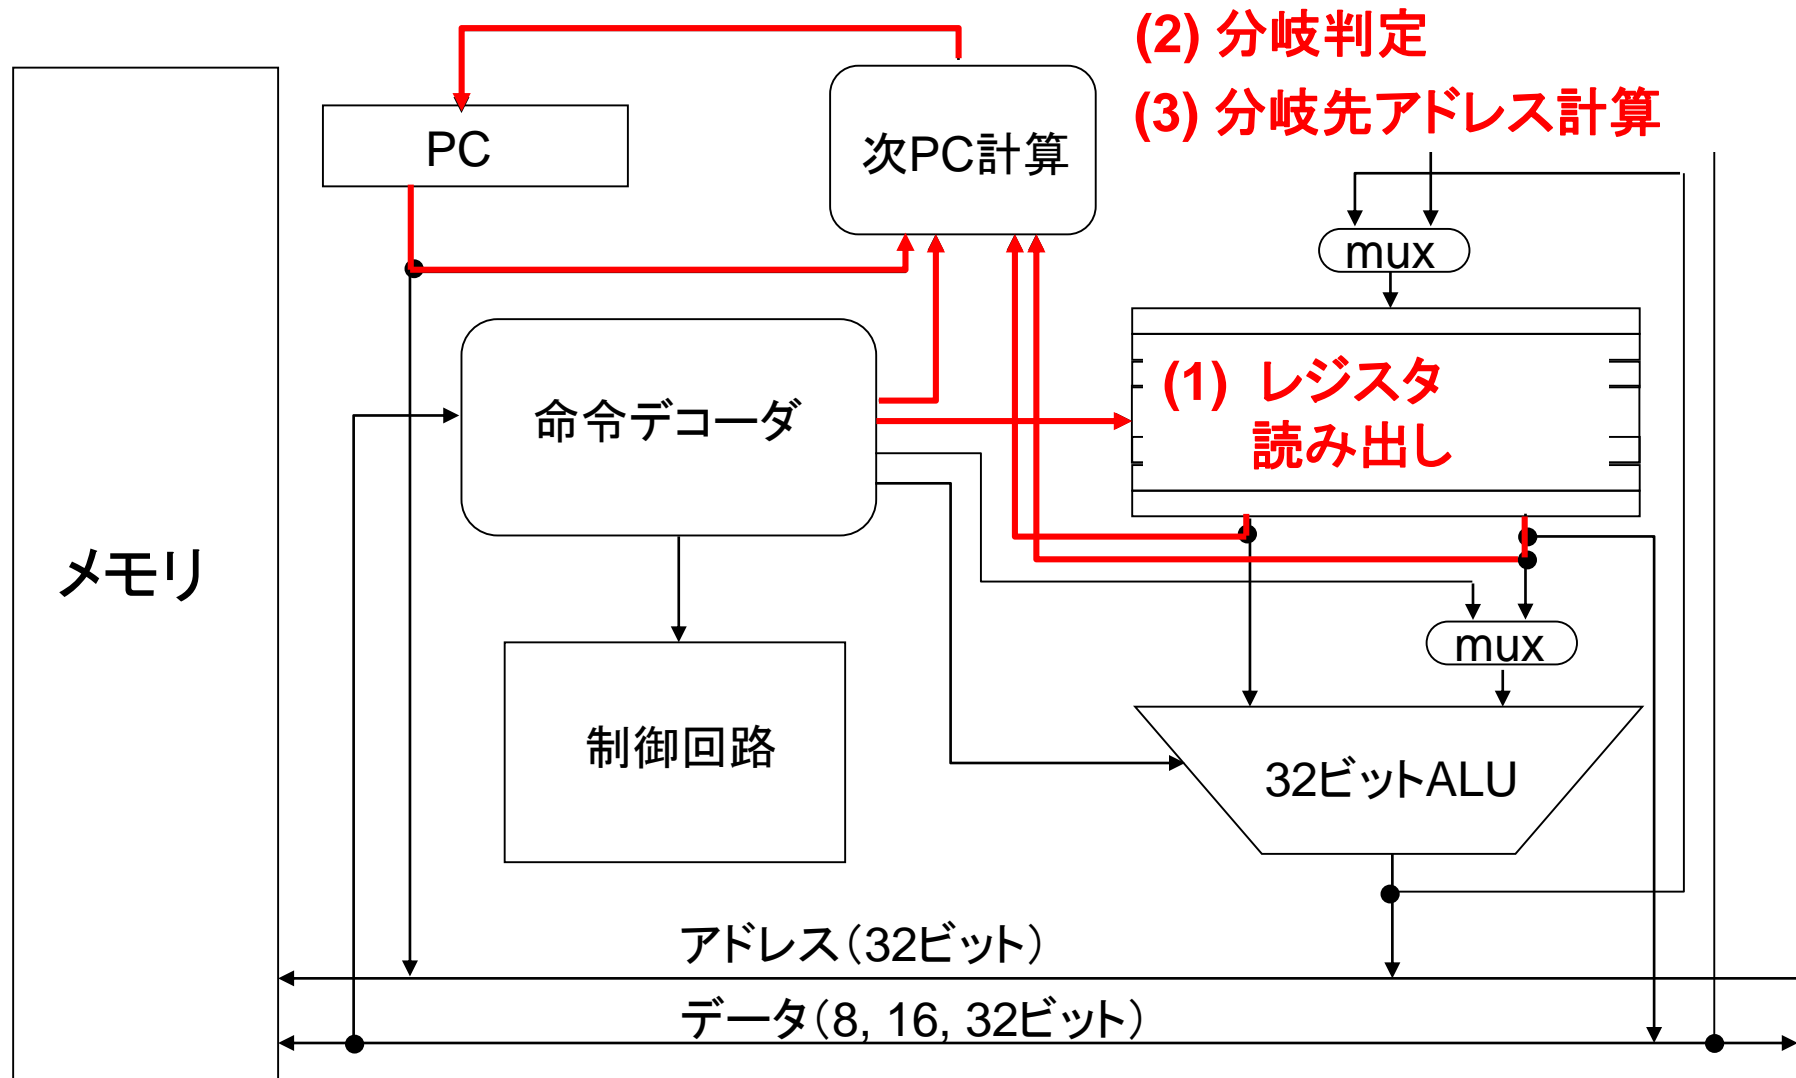 (2) 分岐判定
(3) 分岐先アドレス計算
PC
次PC計算
mux
(1) レジスタ
読み出し
命令デコーダ
メモリ
mux
制御回路
32ビットALU
アドレス(32ビット)
データ(8, 16, 32ビット)